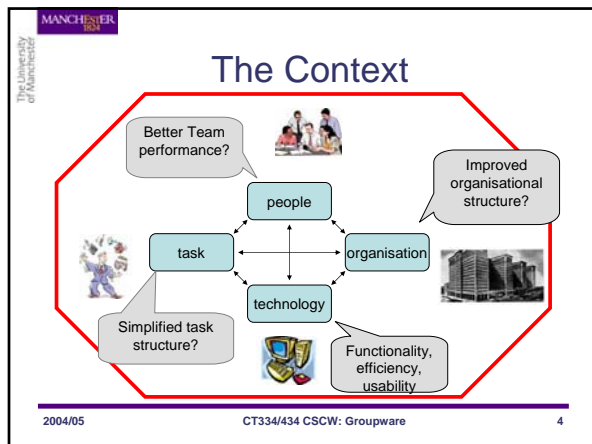 MANCHESTER
1824
The University
of Manchester
The Context
Better Team
performance?
Improved
organisational
structure?
people
task
organisation
technology
Simplified task
structure?
Functionality,
efficiency,
usability
2004/05
CT334/434 CSCW: Groupware
4